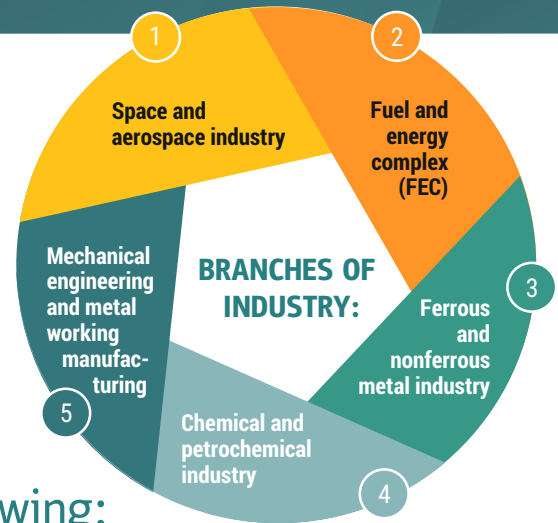 1
Space and
aerospace industry
2
Fuel and
energy
complex
(FEC)
BRANCHES OF
INDUSTRY:
3
Ferrous
and
nonferrous
metal industry
4
Chemical and
petrochemical
industry
5
Mechanical
engineering
and metal
working
manufac-
turing
wing: